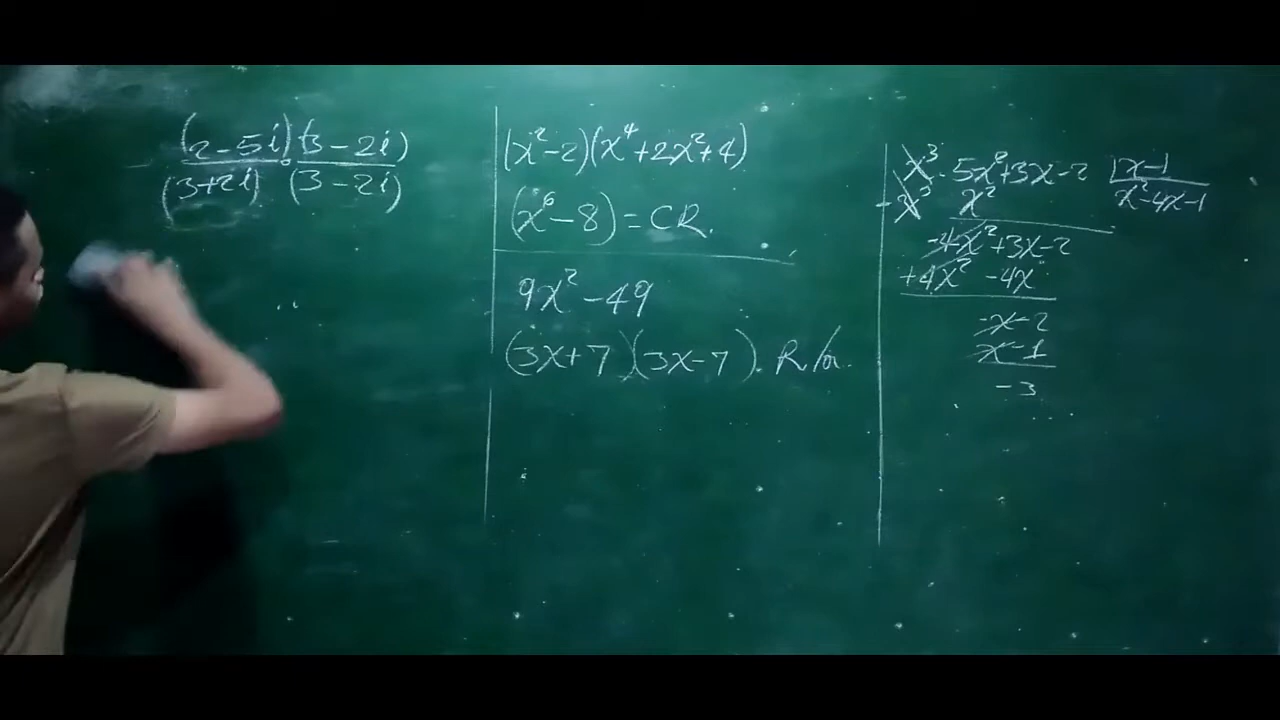 (2-5i) . (3-2i)
(3+2i) (3-2i)
(x²-2)(x⁴+2x²+4)
(x⁶-8)=CR.
9x²-49
(3x+7)(3x-7). R/a.
x³-5x²+3x-2 |x-1
-x³ x² x²-4x-1
-4x²+3x-2
+4x² -4x
-x-2
x-1
-3